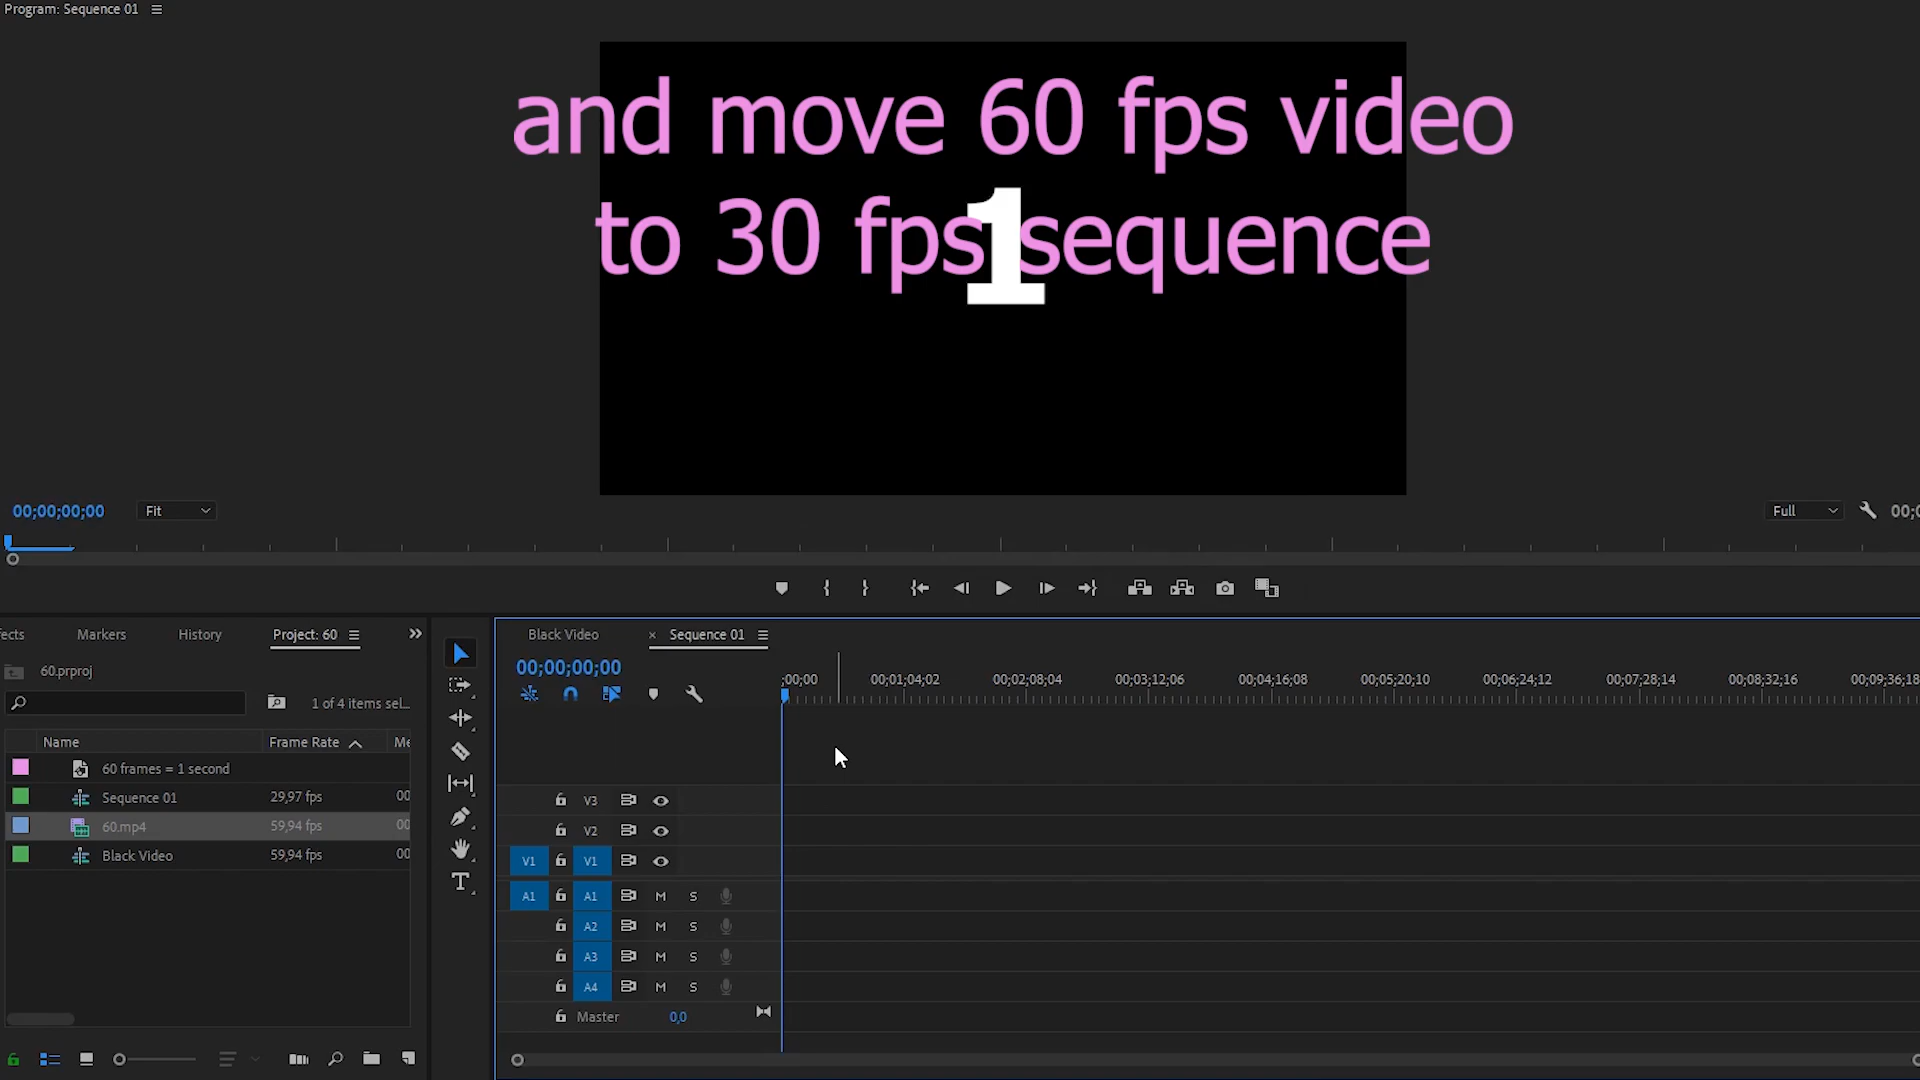 Program: Sequence 01
and move 60 fps video
to 30 fps sequence
1
00;00;00;00
Fit
Full
00;0
fects
Markers
History
Project: 60
60.prproj
1 of 4 items sel...
Name
Frame Rate
Me
60 frames = 1 second
Sequence 01
29,97 fps
00
60.mp4
59,94 fps
00
Black Video
59,94 fps
00
Black Video
× Sequence 01
00;00;00;00
;00;00
00;01;04;02
00;02;08;04
00;03;12;06
00;04;16;08
00;05;20;10
00;06;24;12
00;07;28;14
00;08;32;16
00;09;36;18
V3
V2
V1 V1
A1 A1 M S
A2 M S
A3 M S
A4 M S
Master 0,0